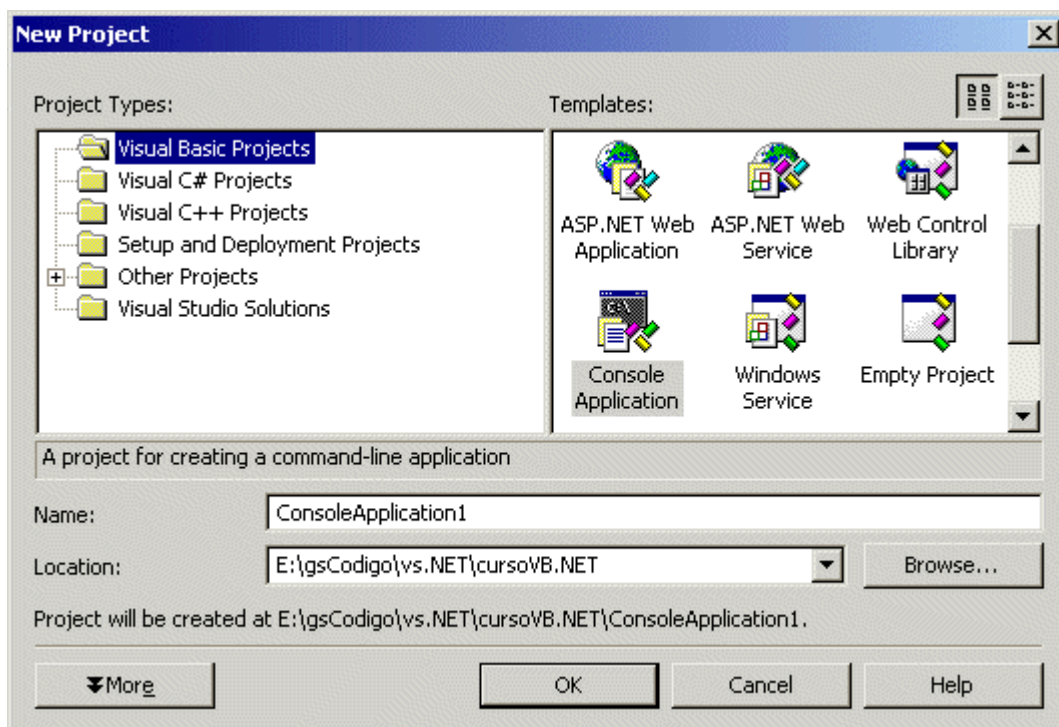 New Project
Project Types:
Templates:
Visual Basic Projects
Visual C# Projects
Visual C++ Projects
Setup and Deployment Projects
Other Projects
Visual Studio Solutions
ASP.NET Web
Application
ASP.NET Web
Service
Web Control
Library
Console
Application
Windows
Service
Empty Project
A project for creating a command-line application
Name:
ConsoleApplication1
Location:
E:\gsCodigo\vs.NET\cursoVB.NET
Browse...
Project will be created at E:\gsCodigo\vs.NET\cursoVB.NET\ConsoleApplication1.
More
OK
Cancel
Help